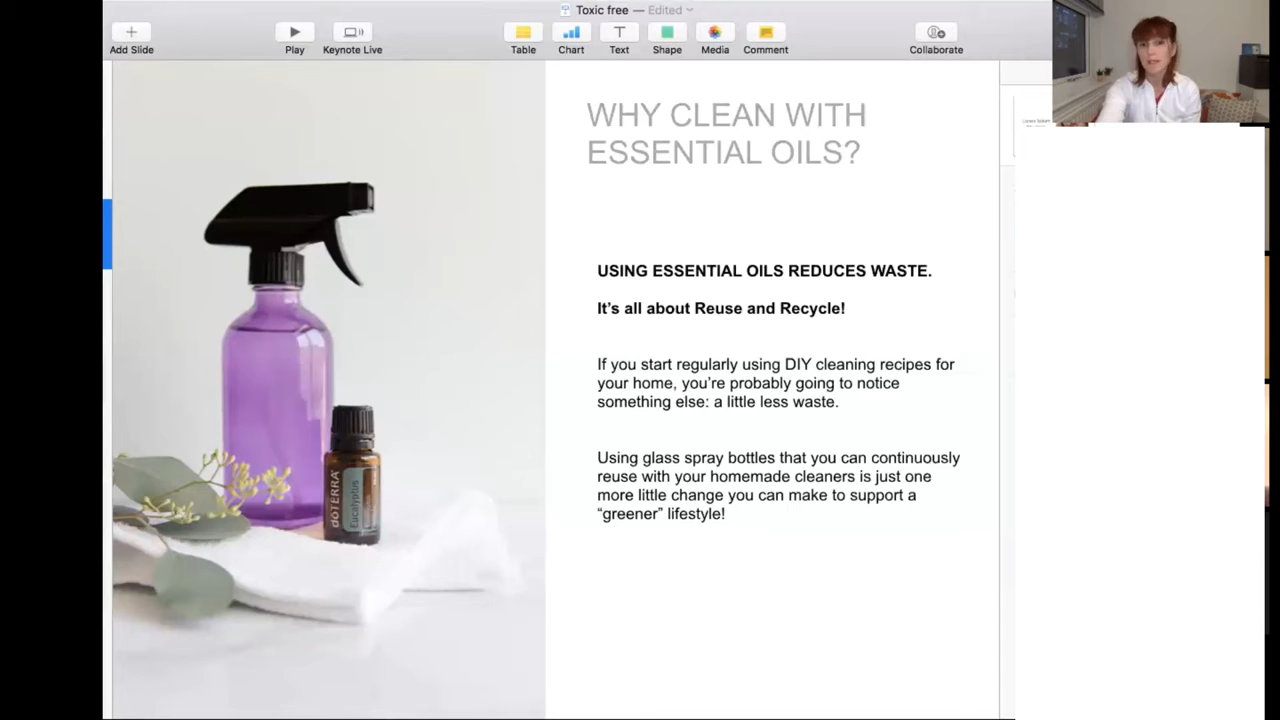 Toxic free — Edited
Add Slide
Play
Keynote Live
Table
Chart
Text
Shape
Media
Comment
Collaborate
WHY CLEAN WITH
ESSENTIAL OILS?
USING ESSENTIAL OILS REDUCES WASTE.
It's all about Reuse and Recycle!
If you start regularly using DIY cleaning recipes for
your home, you're probably going to notice
something else: a little less waste.
Using glass spray bottles that you can continuously
reuse with your homemade cleaners is just one
more little change you can make to support a
“greener” lifestyle!
dōTERRA
Eucalyptus